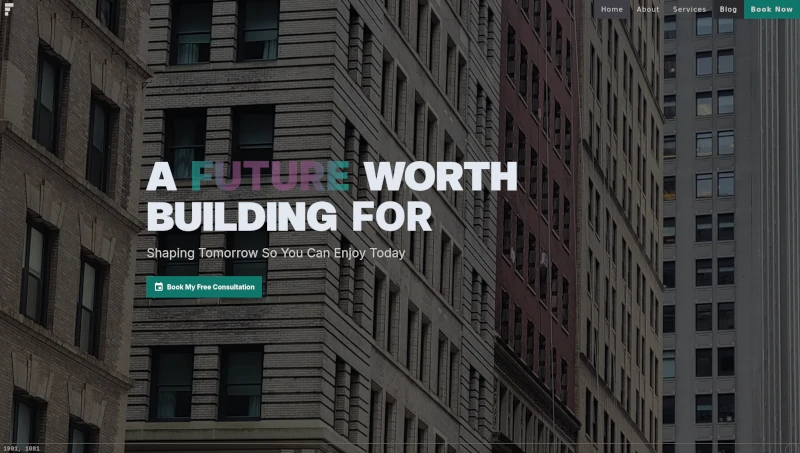 Home About Services Blog Book Now
A FUTURE WORTH
BUILDING FOR
Shaping Tomorrow So You Can Enjoy Today
Book My Free Consultation
1901, 1081